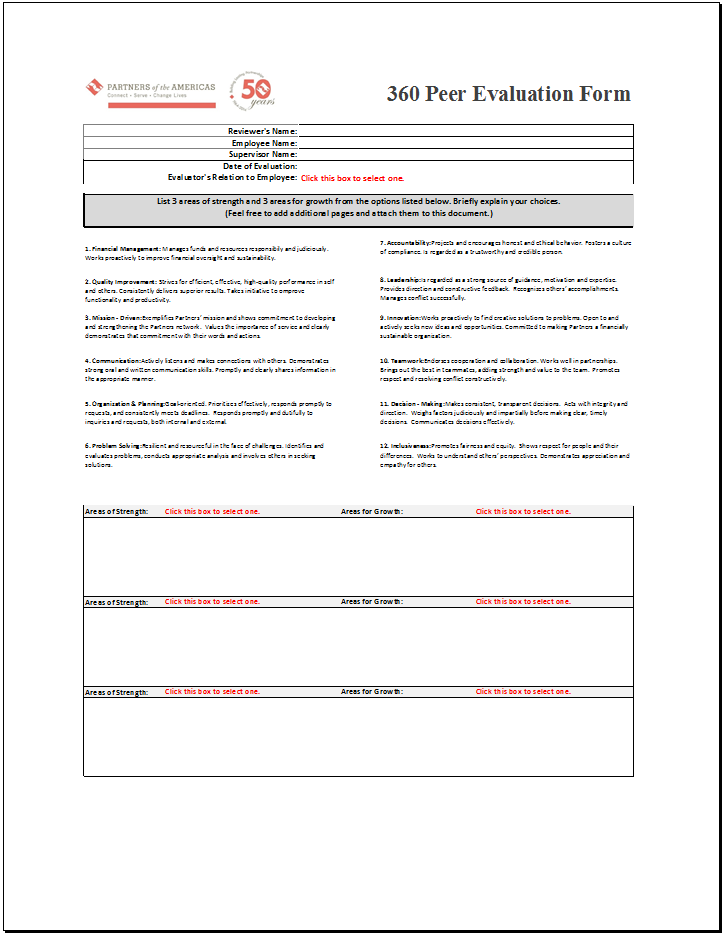 PARTNERS of the AMERICAS
Connect • Serve • Change Lives
50
years
360 Peer Evaluation Form
Reviewer's Name:
Employee Name:
Supervisor Name:
Date of Evaluation:
Evaluator's Relation to Employee: Click this box to select one.
List 3 areas of strength and 3 areas for growth from the options listed below. Briefly explain your choices.
(Feel free to add additional pages and attach them to this document.)
1. Financial Management: Manages funds and resources responsibly and judiciously.
Works proactively to improve financial oversight and sustainability.
2. Quality Improvement: Strives for efficient, effective, high-quality performance in self
and others. Consistently delivers superior results. Takes initiative to improve
functionality and productivity.
3. Mission - Driven:Exemplifies Partners' mission and shows commitment to developing
and strengthening the Partners network. Values the importance of service and clearly
demonstrates that commitment with their words and actions.
4. Communication:Actively listens and makes connections with others. Demonstrates
strong oral and written communication skills. Promptly and clearly shares information in
the appropriate manner.
5. Organization & Planning:Goal-oriented. Prioritizes effectively, responds promptly to
requests, and consistently meets deadlines. Responds promptly and dutifully to
inquiries and requests, both internal and external.
6. Problem Solving:Resilient and resourceful in the face of challenges. Identifies and
evaluates problems, conducts appropriate analysis and involves others in seeking
solutions.
7. Accountability:Projects and encourages honest and ethical behavior. Fosters a culture
of compliance. Is regarded as a trustworthy and credible person.
8. Leadership:Is regarded as a strong source of guidance, motivation and expertise.
Provides direction and constructive feedback. Recognizes others' accomplishments.
Manages conflict successfully.
9. Innovation:Works proactively to find creative solutions to problems. Open to and
actively seeks new ideas and opportunities. Committed to making Partners a financially
sustainable organization.
10. Teamwork:Endorses cooperation and collaboration. Works well in partnerships.
Brings out the best in teammates, adding strength and value to the team. Promotes
respect and resolving conflict constructively.
11. Decision - Making:Makes consistent, transparent decisions. Acts with integrity and
direction. Weighs factors judiciously and impartially before making clear, timely
decisions. Communicates decisions effectively.
12. Inclusiveness:Promotes fairness and equity. Shows respect for people and their
differences. Works to understand others' perspectives. Demonstrates appreciation and
empathy for others.
Areas of Strength: Click this box to select one. Areas for Growth: Click this box to select one.
Areas of Strength: Click this box to select one. Areas for Growth: Click this box to select one.
Areas of Strength: Click this box to select one. Areas for Growth: Click this box to select one.